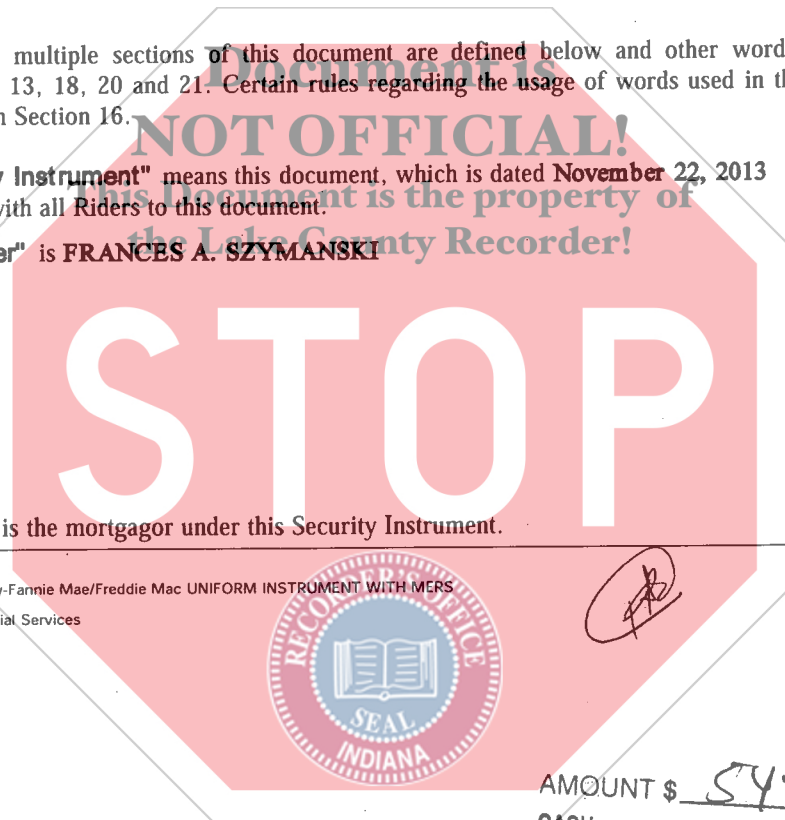 multiple sections of this document are defined below and other word
Document is
13, 18, 20 and 21. Certain rules regarding the usage of words used in th
n Section 16.
NOT OFFICIAL!
y Instrument" means this document, which is dated November 22, 2013
This Document is the property of
with all Riders to this document.
the Lake County Recorder!
er" is FRANCES A. SZYMANSKI
STOP
is the mortgagor under this Security Instrument.
y-Fannie Mae/Freddie Mac UNIFORM INSTRUMENT WITH MERS
ial Services
RECORDER'S OFFICE
SEAL
INDIANA
AMOUNT $ 54
CASH